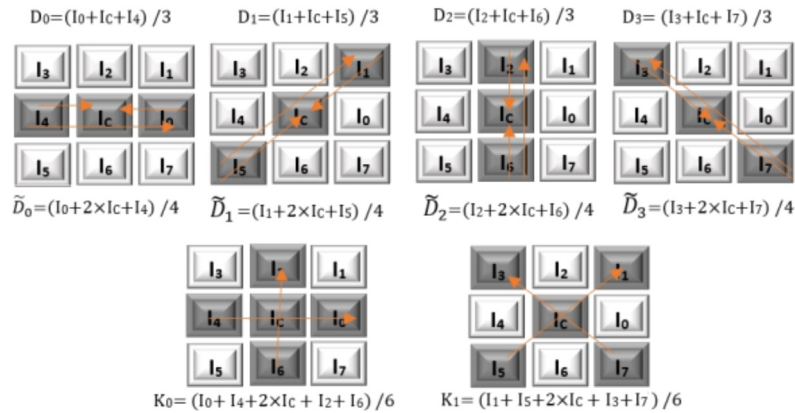 D₀=(I₀+Ic+I₄) /3 D₁=(I₁+Ic+I₅) /3 D₂=(I₂+Ic+I₆) /3 D₃= (I₃+Ic+ I₇) /3
I₃ I₂ I₁ I₃ I₂ I₁ I₃ I₂ I₁ I₃ I₂ I₁
I₄ Ic I₀ I₄ Ic I₀ I₄ Ic I₀ I₄ Ic I₀
I₅ I₆ I₇ I₅ I₆ I₇ I₅ I₆ I₇ I₅ I₆ I₇
D̃₀=(I₀+2×Ic+I₄) /4 D̃₁=(I₁+2×Ic+I₅) /4 D̃₂=(I₂+2×Ic+I₆) /4 D̃₃=(I₃+2×Ic+I₇) /4
I₃ I₂ I₁ I₃ I₂ I₁
I₄ Ic I₀ I₄ Ic I₀
I₅ I₆ I₇ I₅ I₆ I₇
K₀= (I₀+ I₄+2×Ic + I₂+ I₆) /6 K₁= (I₁+ I₅+2×Ic + I₃+I₇) /6